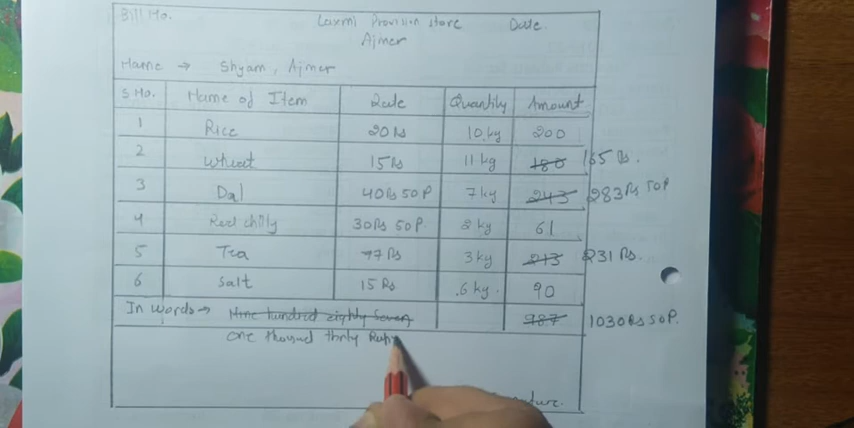 Bill No. Laxmi Provision store Date.
Ajmer
Name → Shyam, Ajmer
S No. Name of Item Rate Quantity Amount
1 Rice 20 Rs 10 kg 200
2 Wheat 15 Rs 11 kg 180 165 Rs.
3 Dal 40 Rs 50 P 7 kg 243 283 Rs 50P
4 Red chilly 30 Rs 50 P. 2 kg 61
5 Tea 77 Rs 3 kg 213 231 Rs.
6 Salt 15 Rs 6 kg. 90
In words → Nine hundred eighty Seven 987 1030 Rs 50P.
one thousand thirty Rup